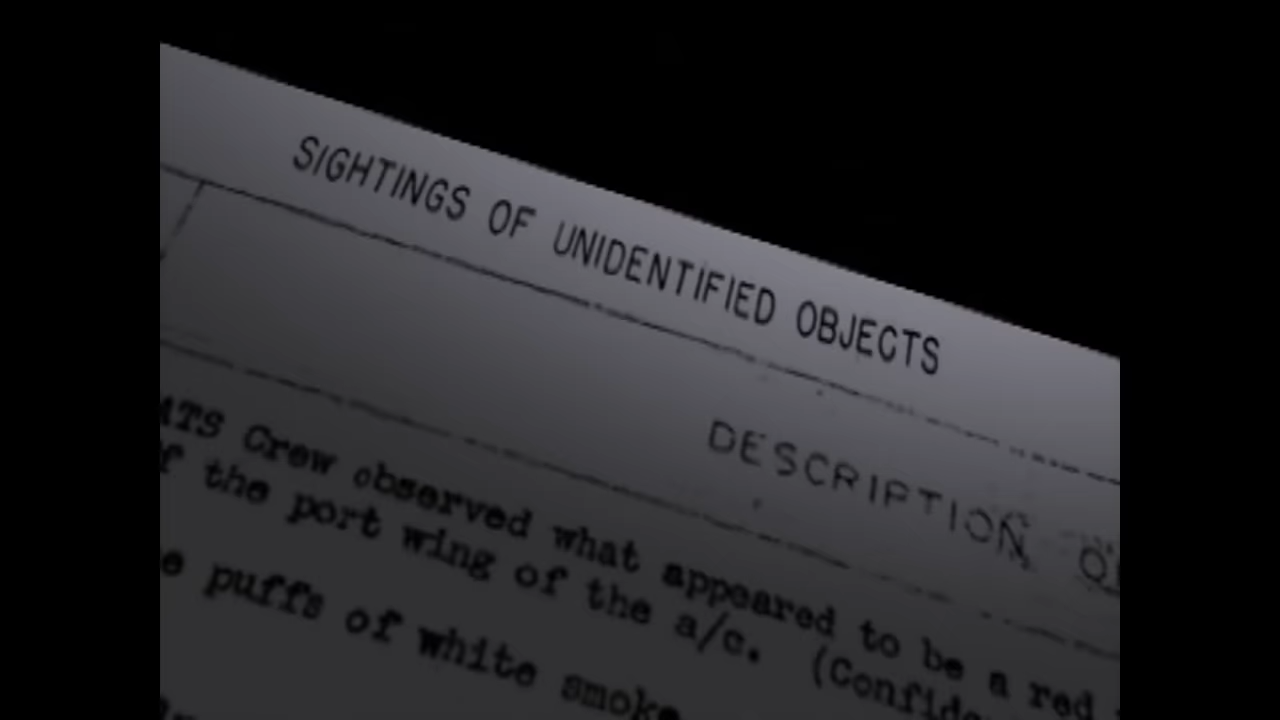 SIGHTINGS OF UNIDENTIFIED OBJECTS
DESCRIPTION
Crew observed what appeared to be a red
the port wing of the a/c.
puffs of white smoke